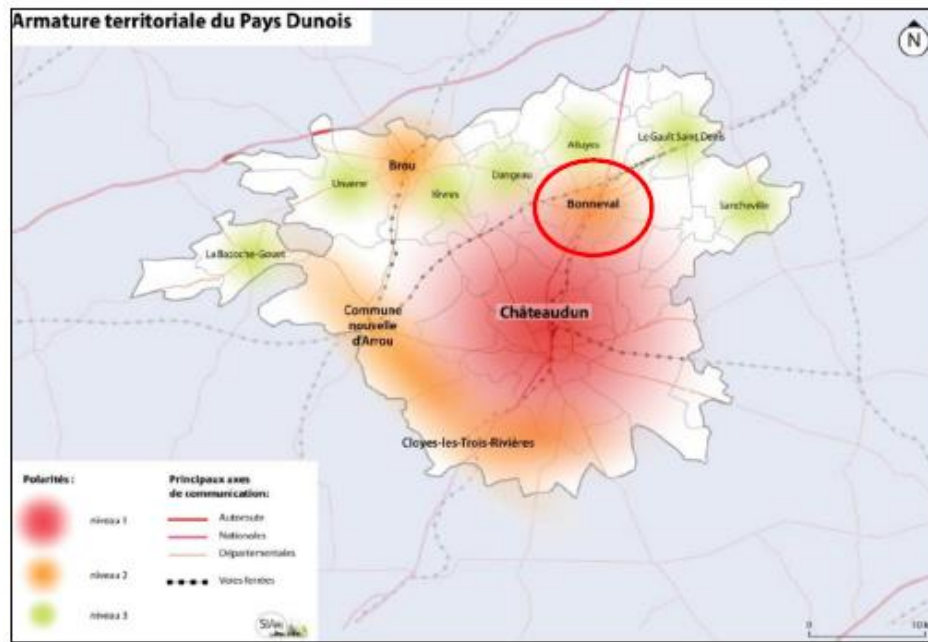 Armature territoriale du Pays Dunois
N
Le Gault Saint Denis
Alluyes
Brou
Dangeau
Unverre
Yèvres
Bonneval
Sancheville
La Bazoche-Gouet
Châteaudun
Commune
nouvelle
d'Arrou
Cloyes-les-Trois-Rivières
Polarités :
niveau 1
niveau 2
niveau 3
Principaux axes
de communication:
Autoroute
Nationales
Départementales
Voies ferrées
0